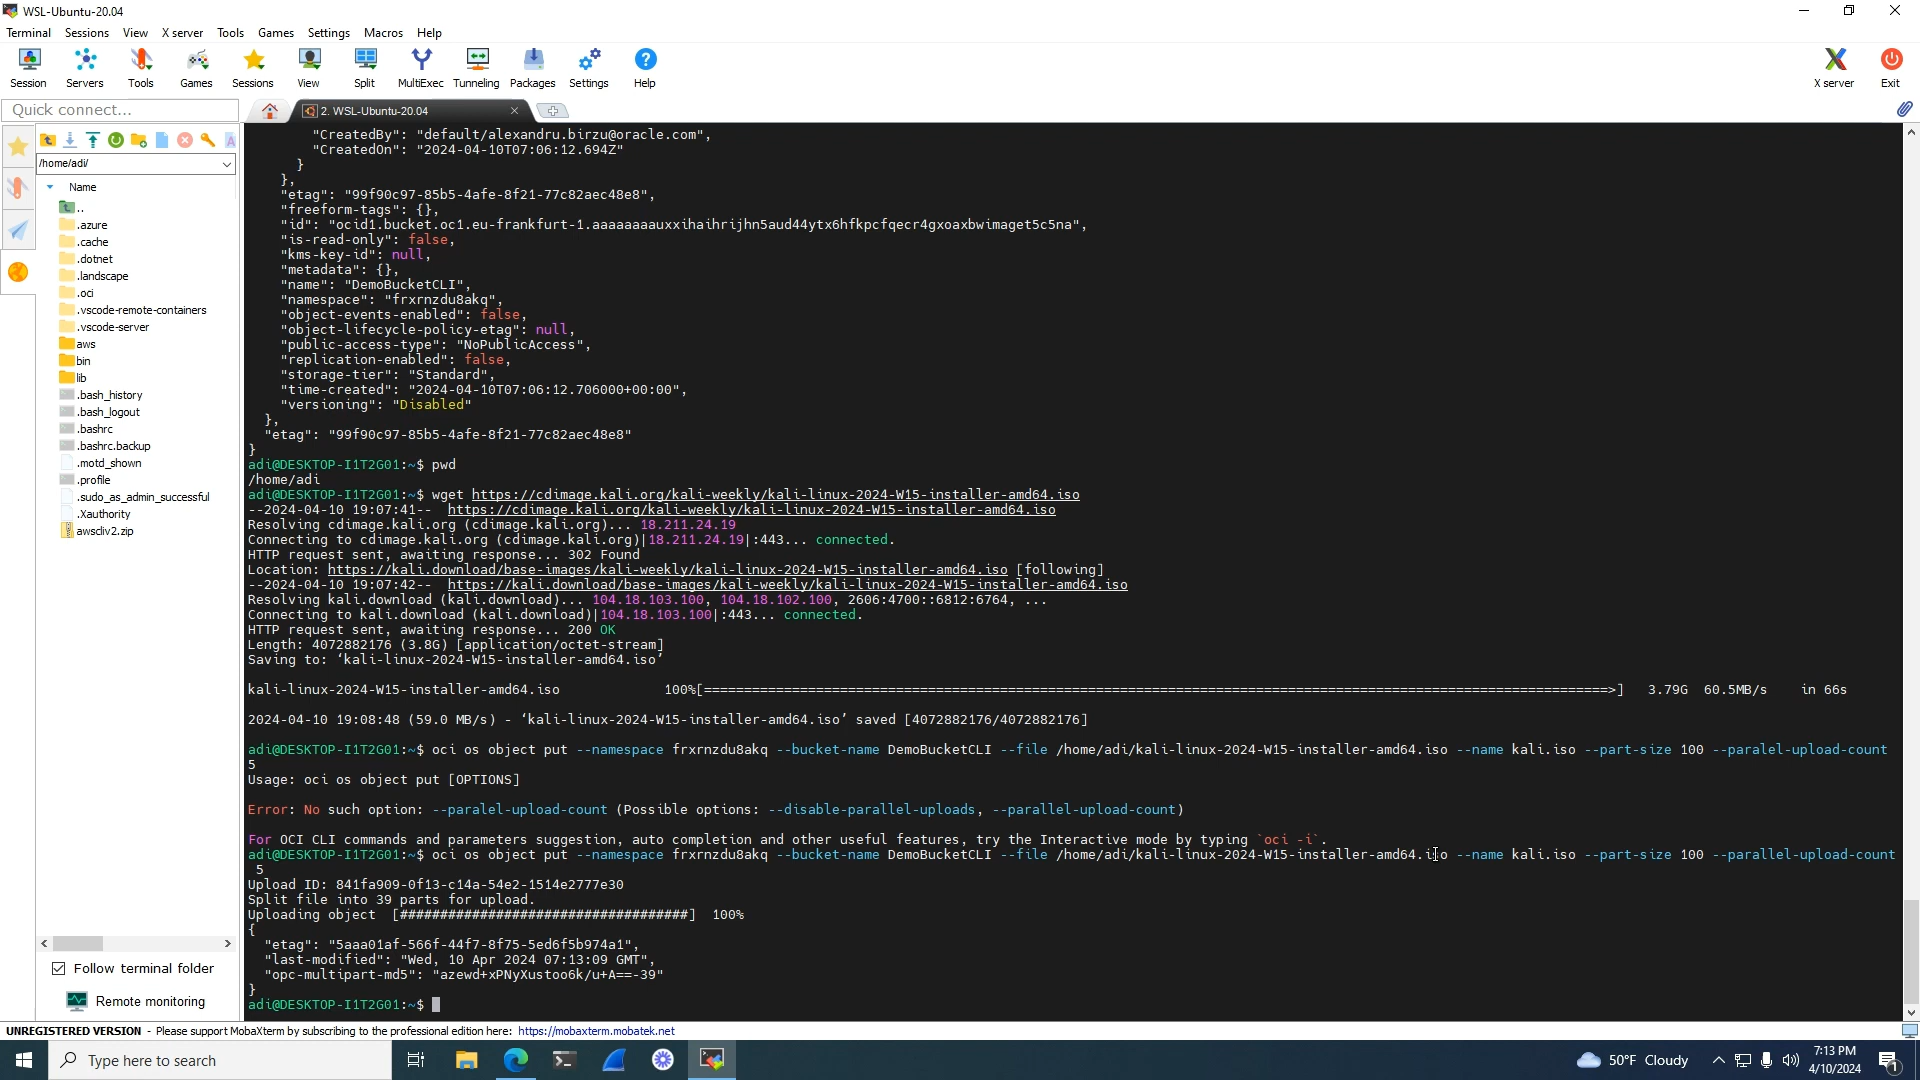 WSL-Ubuntu-20.04
Terminal Sessions View X server Tools Games Settings Macros Help
Session Servers Tools Games Sessions View Split MultiExec Tunneling Packages Settings Help X server Exit
Quick connect...
2. WSL-Ubuntu-20.04
/home/adi/
Name
..
.azure
.cache
.dotnet
.landscape
.oci
.vscode-remote-containers
.vscode-server
aws
bin
lib
.bash_history
.bash_logout
.bashrc
.bashrc.backup
.motd_shown
.profile
.sudo_as_admin_successful
.Xauthority
awscliv2.zip
Follow terminal folder
Remote monitoring
"CreatedBy": "default/alexandru.birzu@oracle.com",
"CreatedOn": "2024-04-10T07:06:12.694Z"
}
},
"etag": "99f90c97-85b5-4afe-8f21-77c82aec48e8",
"freeform-tags": {},
"id": "ocid1.bucket.oc1.eu-frankfurt-1.aaaaaaaauxxihaihrijhn5aud44ytx6hfkpcfqecr4gxoaxbwimaget5c5na",
"is-read-only": false,
"kms-key-id": null,
"metadata": {},
"name": "DemoBucketCLI",
"namespace": "frxrnzdu8akq",
"object-events-enabled": false,
"object-lifecycle-policy-etag": null,
"public-access-type": "NoPublicAccess",
"replication-enabled": false,
"storage-tier": "Standard",
"time-created": "2024-04-10T07:06:12.706000+00:00",
"versioning": "Disabled"
},
"etag": "99f90c97-85b5-4afe-8f21-77c82aec48e8"
}
adi@DESKTOP-I1T2G01:~$ pwd
/home/adi
adi@DESKTOP-I1T2G01:~$ wget https://cdimage.kali.org/kali-weekly/kali-linux-2024-W15-installer-amd64.iso
--2024-04-10 19:07:41-- https://cdimage.kali.org/kali-weekly/kali-linux-2024-W15-installer-amd64.iso
Resolving cdimage.kali.org (cdimage.kali.org)... 18.211.24.19
Connecting to cdimage.kali.org (cdimage.kali.org)|18.211.24.19|:443... connected.
HTTP request sent, awaiting response... 302 Found
Location: https://kali.download/base-images/kali-weekly/kali-linux-2024-W15-installer-amd64.iso [following]
--2024-04-10 19:07:42-- https://kali.download/base-images/kali-weekly/kali-linux-2024-W15-installer-amd64.iso
Resolving kali.download (kali.download)... 104.18.103.100, 104.18.102.100, 2606:4700::6812:6764, ...
Connecting to kali.download (kali.download)|104.18.103.100|:443... connected.
HTTP request sent, awaiting response... 200 OK
Length: 4072882176 (3.8G) [application/octet-stream]
Saving to: ‘kali-linux-2024-W15-installer-amd64.iso’
kali-linux-2024-W15-installer-amd64.iso 100%[=================================================================================================================>] 3.79G 60.5MB/s in 66s
2024-04-10 19:08:48 (59.0 MB/s) - ‘kali-linux-2024-W15-installer-amd64.iso’ saved [4072882176/4072882176]
adi@DESKTOP-I1T2G01:~$ oci os object put --namespace frxrnzdu8akq --bucket-name DemoBucketCLI --file /home/adi/kali-linux-2024-W15-installer-amd64.iso --name kali.iso --part-size 100 --paralel-upload-count
5
Usage: oci os object put [OPTIONS]
Error: No such option: --paralel-upload-count (Possible options: --disable-parallel-uploads, --parallel-upload-count)
For OCI CLI commands and parameters suggestion, auto completion and other useful features, try the Interactive mode by typing `oci -i`.
adi@DESKTOP-I1T2G01:~$ oci os object put --namespace frxrnzdu8akq --bucket-name DemoBucketCLI --file /home/adi/kali-linux-2024-W15-installer-amd64.iso --name kali.iso --part-size 100 --parallel-upload-count
5
Upload ID: 841fa909-0f13-c14a-54e2-1514e2777e30
Split file into 39 parts for upload.
Uploading object [####################################] 100%
{
"etag": "5aaa01af-566f-44f7-8f75-5ed6f5b974a1",
"last-modified": "Wed, 10 Apr 2024 07:13:09 GMT",
"opc-multipart-md5": "azewd+xPNyXustoo6k/u+A==-39"
}
adi@DESKTOP-I1T2G01:~$
UNREGISTERED VERSION - Please support MobaXterm by subscribing to the professional edition here: https://mobaxterm.mobatek.net
Type here to search
50°F Cloudy
7:13 PM
4/10/2024
1